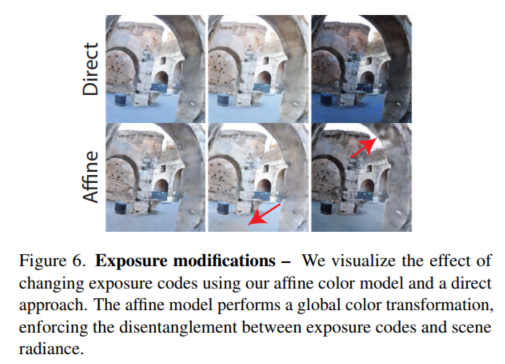 Direct
Affine
Figure 6. Exposure modifications – We visualize the effect of
changing exposure codes using our affine color model and a direct
approach. The affine model performs a global color transformation,
enforcing the disentanglement between exposure codes and scene
radiance.